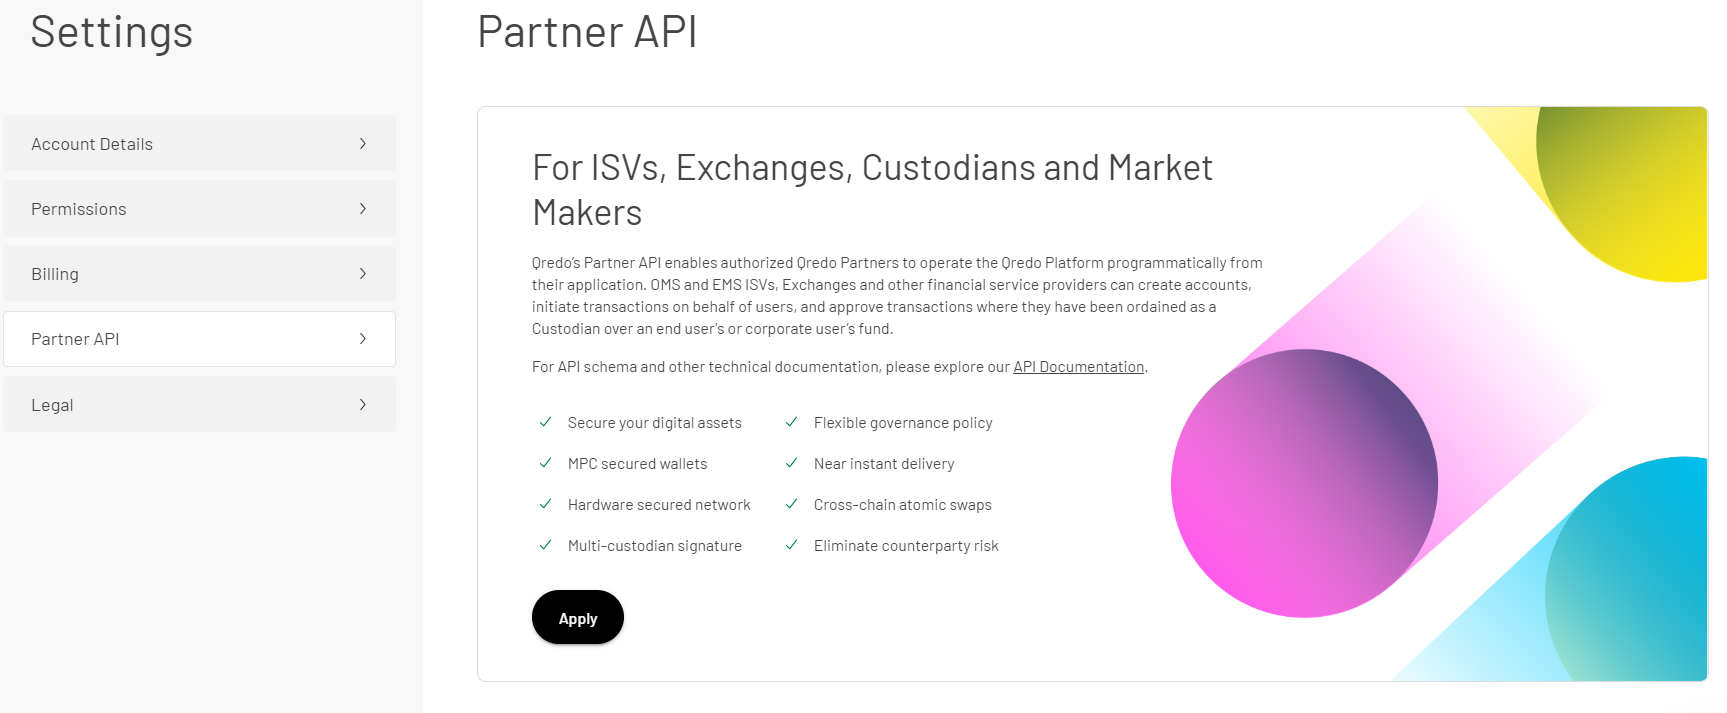 Settings
Account Details
Permissions
Billing
Partner API
Legal
Partner API
For ISVs, Exchanges, Custodians and Market
Makers
Qredo’s Partner API enables authorized Qredo Partners to operate the Qredo Platform programmatically from
their application. OMS and EMS ISVs, Exchanges and other financial service providers can create accounts,
initiate transactions on behalf of users, and approve transactions where they have been ordained as a
Custodian over an end user's or corporate user’s fund.
For API schema and other technical documentation, please explore our API Documentation.
Secure your digital assets
Flexible governance policy
MPC secured wallets
Near instant delivery
Hardware secured network
Cross-chain atomic swaps
Multi-custodian signature
Eliminate counterparty risk
Apply